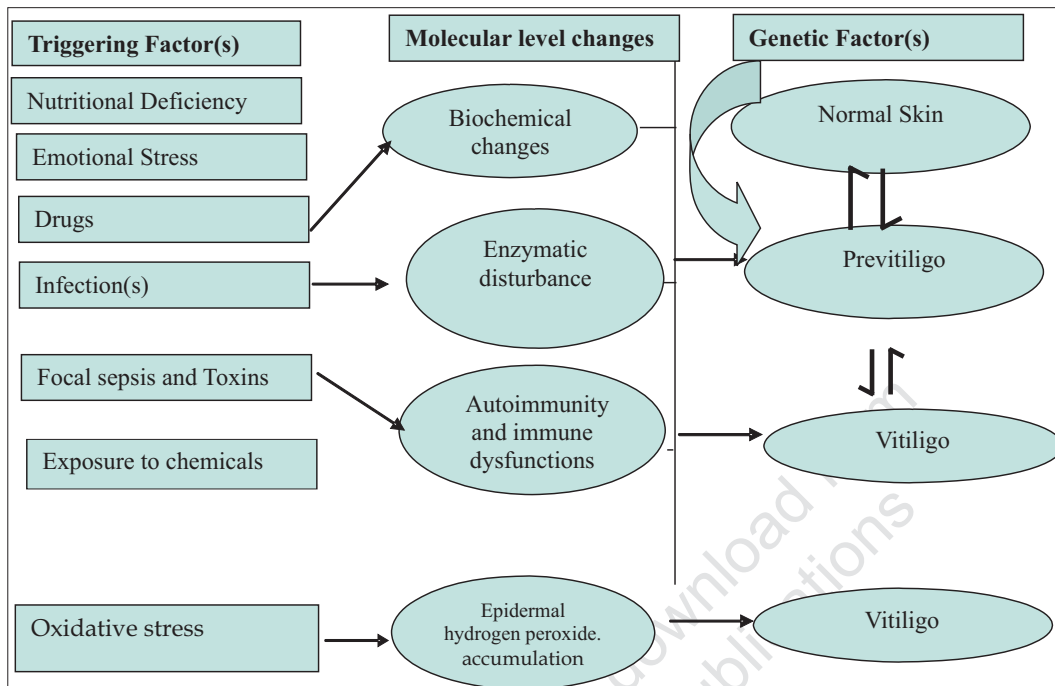 Triggering Factor(s)
Nutritional Deficiency
Emotional Stress
Drugs
Infection(s)
Focal sepsis and Toxins
Exposure to chemicals
Oxidative stress
Molecular level changes
Biochemical
changes
Enzymatic
disturbance
Autoimmunity
and immune
dysfunctions
Epidermal
hydrogen peroxide.
accumulation
Genetic Factor(s)
Normal Skin
Previtiligo
Vitiligo
Vitiligo